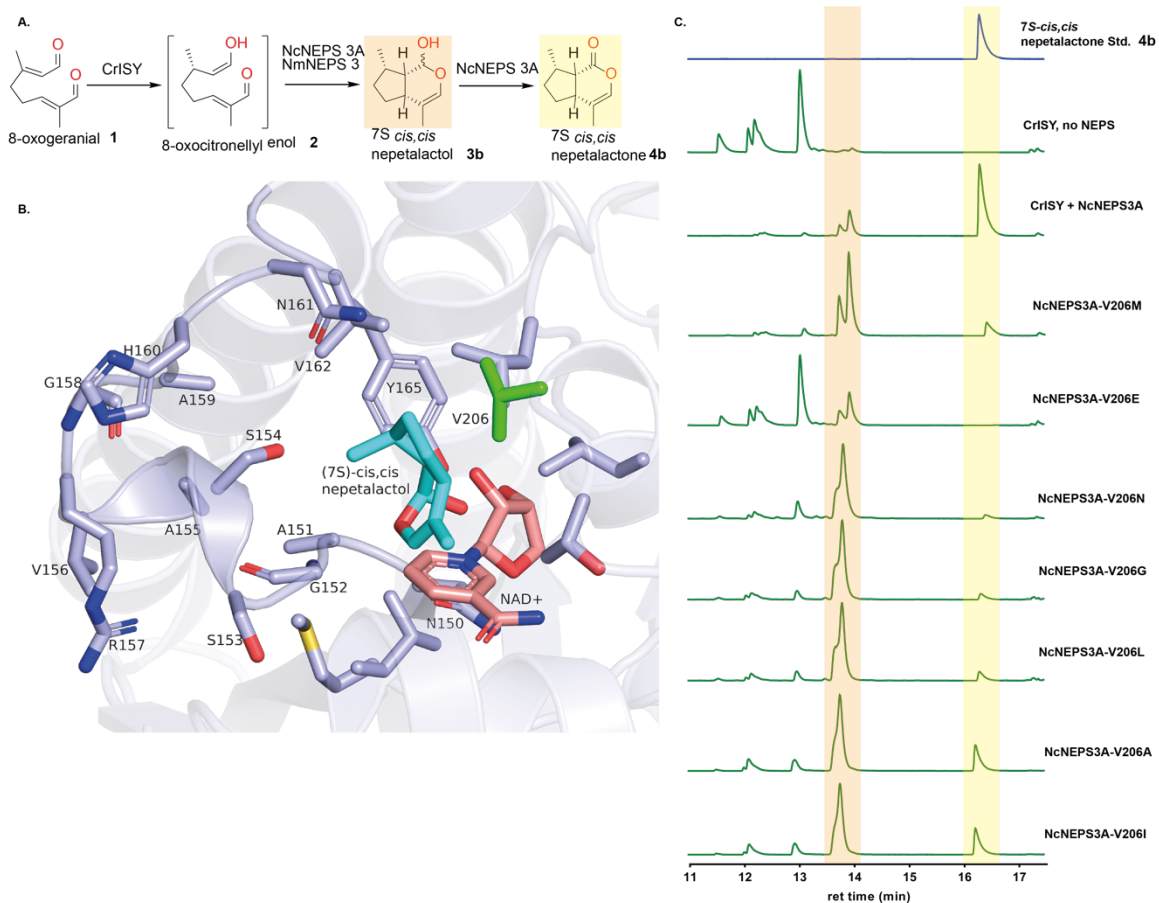 A.
OH
OH
O
O
O
O
O
O
H
H
H
H
CrISY
NcNEPS 3A
NmNEPS 3
NcNEPS 3A
8-oxogeranial 1
8-oxocitronellyl enol 2
7S cis,cis
nepetalactol 3b
7S cis,cis
nepetalactone 4b
B.
N161
H160
V162
G158
A159
Y165
V206
S154
(7S)-cis,cis
nepetalactol
A155
A151
V156
G152
NAD+
N150
R157
S153
C.
7S-cis,cis
nepetalactone Std. 4b
CrISY, no NEPS
CrISY + NcNEPS3A
NcNEPS3A-V206M
NcNEPS3A-V206E
NcNEPS3A-V206N
NcNEPS3A-V206G
NcNEPS3A-V206L
NcNEPS3A-V206A
NcNEPS3A-V206I
11 12 13 14 15 16 17
ret time (min)